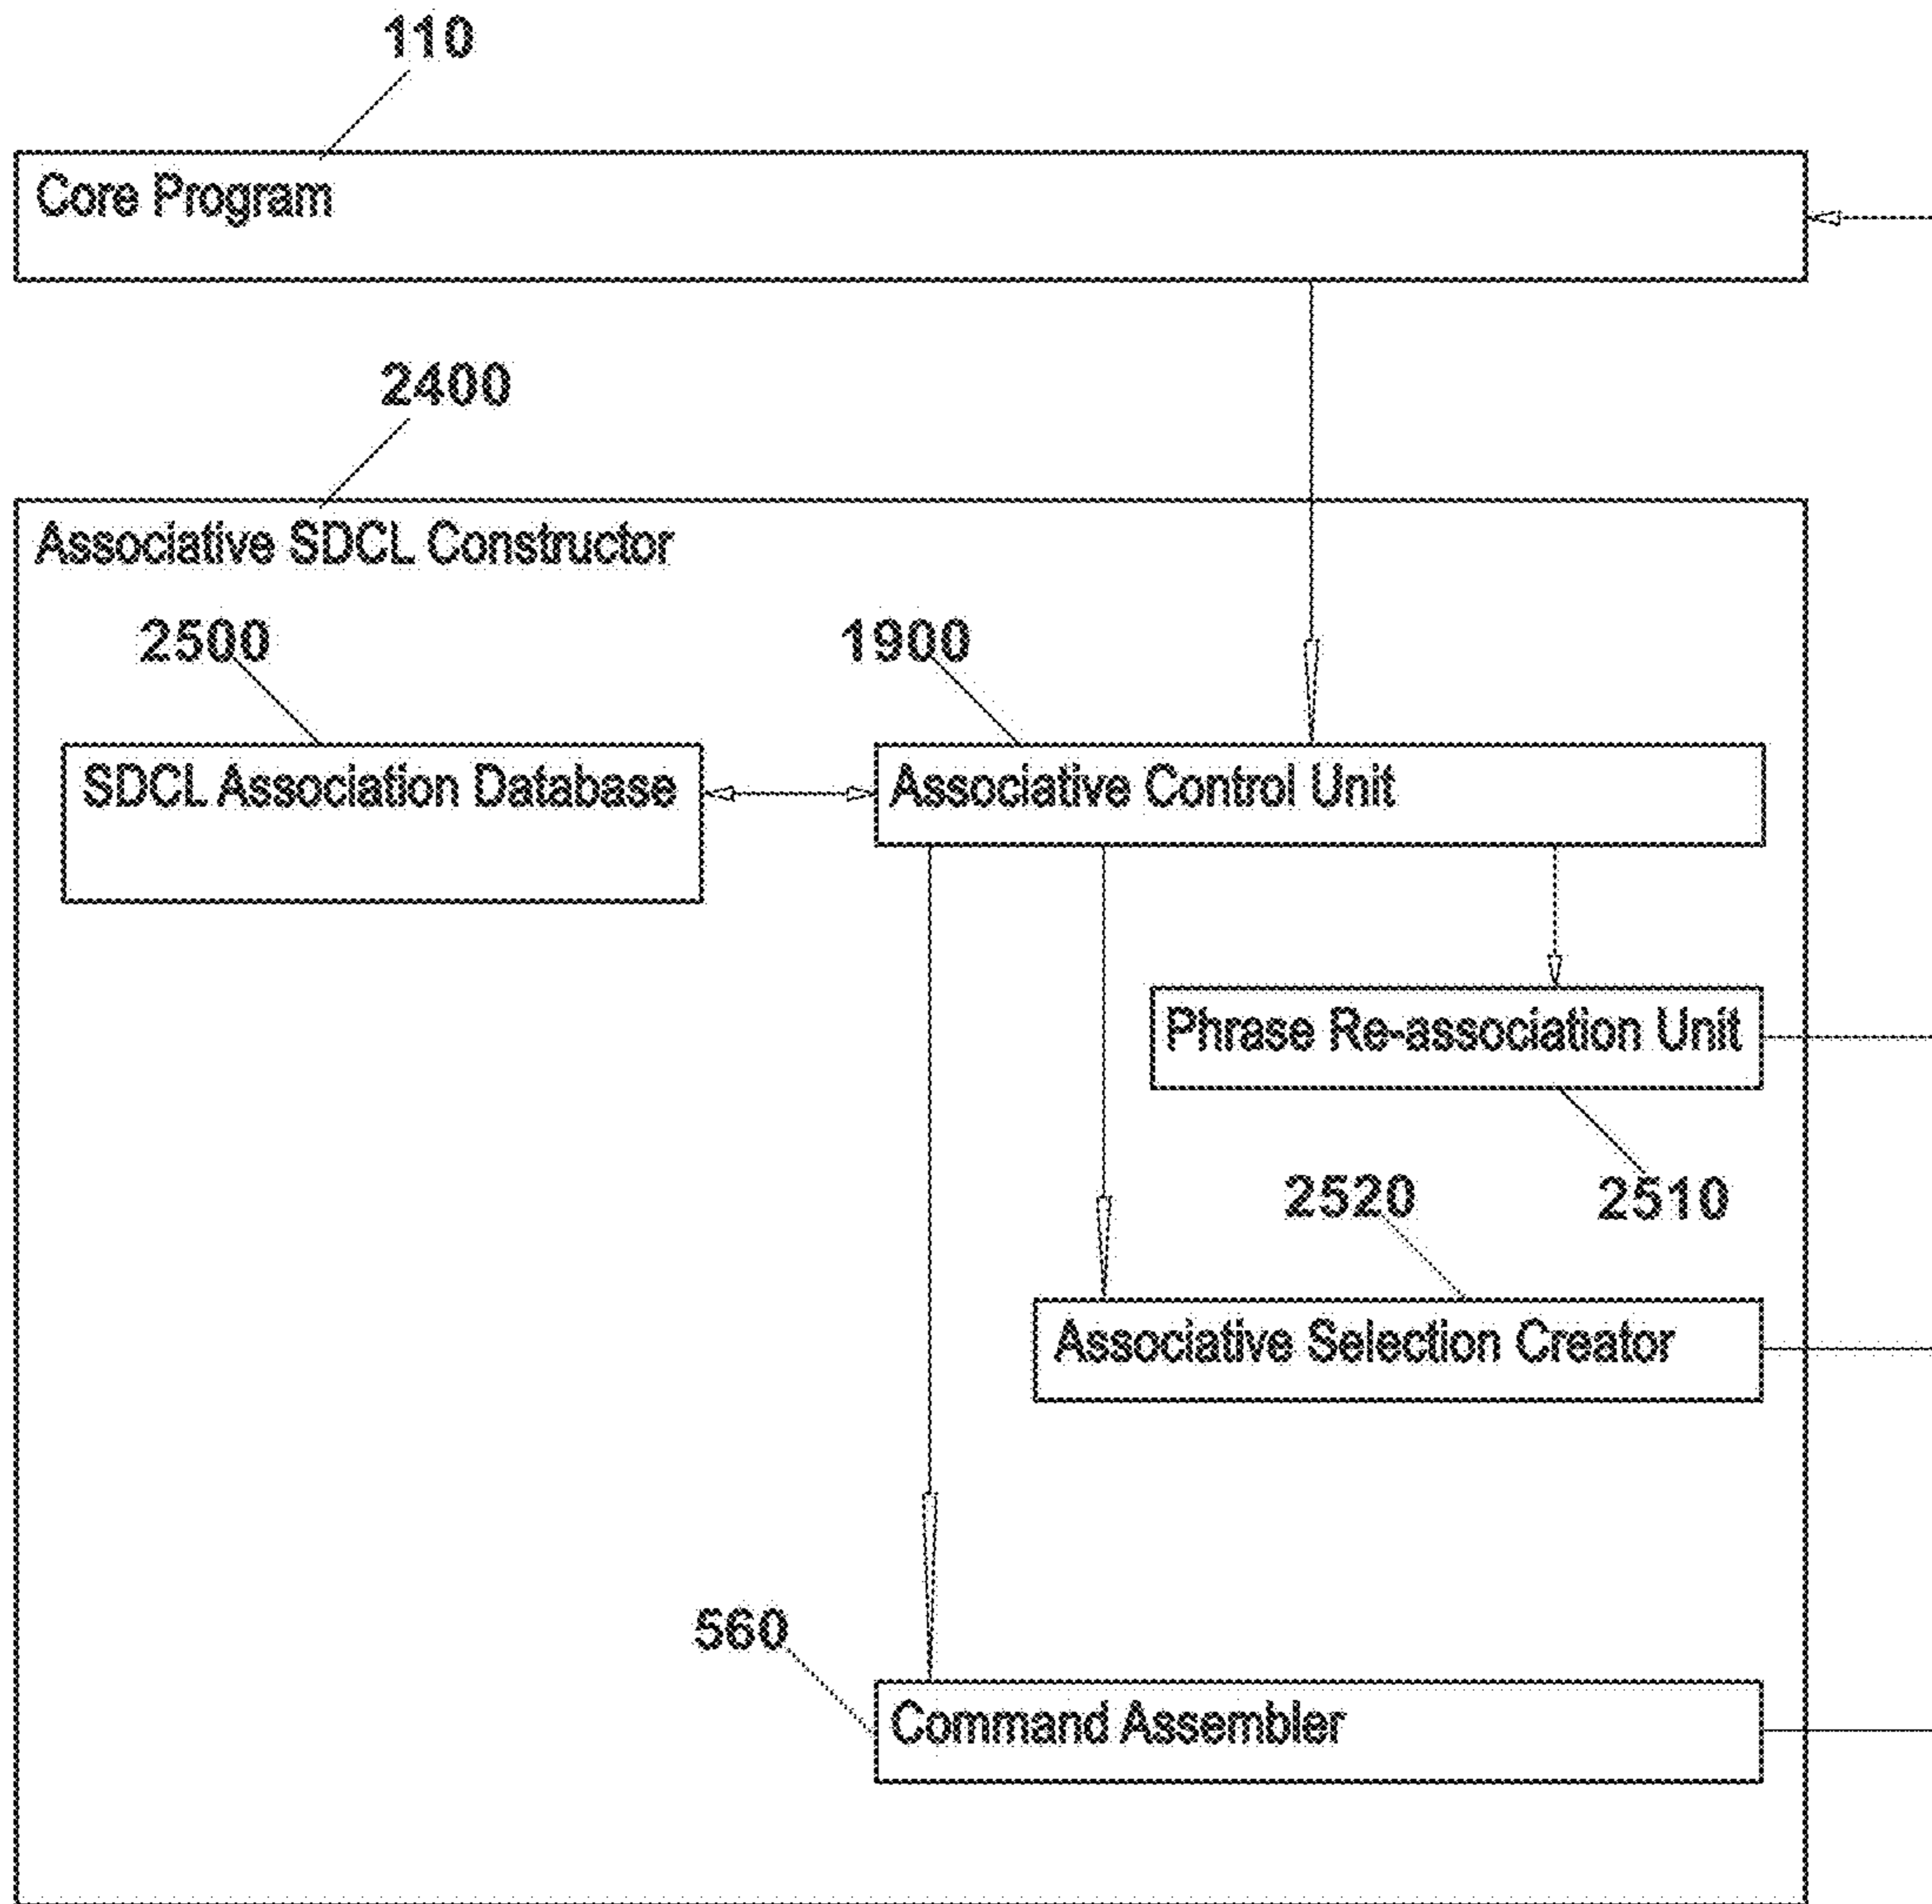 110
Core Program
2400
Associative SDCL Constructor
2500
1900
SDCL Association Database
Associative Control Unit
Phrase Re-association Unit
2520
2510
Associative Selection Creator
560
Command Assembler